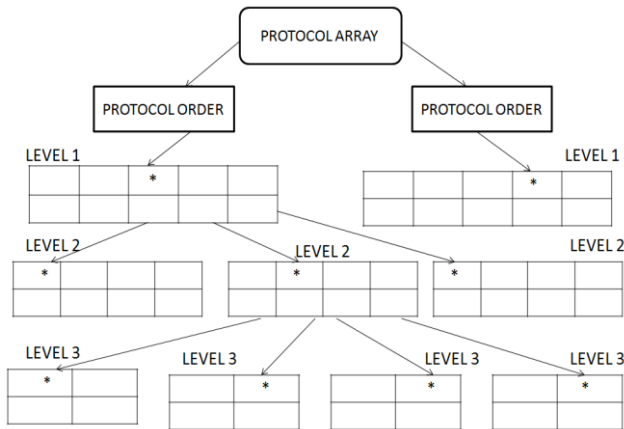 PROTOCOL ARRAY
PROTOCOL ORDER
PROTOCOL ORDER
LEVEL 1
LEVEL 1
*
*
LEVEL 2
LEVEL 2
LEVEL 2
*
*
*
LEVEL 3
LEVEL 3
LEVEL 3
LEVEL 3
*
*
*
*